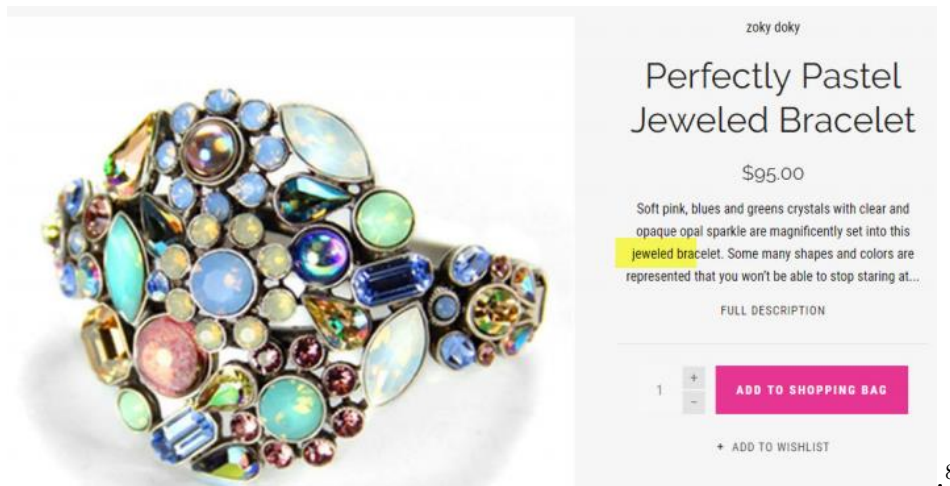 zoky doky
Perfectly Pastel
Jeweled Bracelet
$95.00
Soft pink, blues and greens crystals with clear and
opaque opal sparkle are magnificently set into this
jeweled bracelet. Some many shapes and colors are
represented that you won't be able to stop staring at...
FULL DESCRIPTION
1
+
−
ADD TO SHOPPING BAG
+ ADD TO WISHLIST